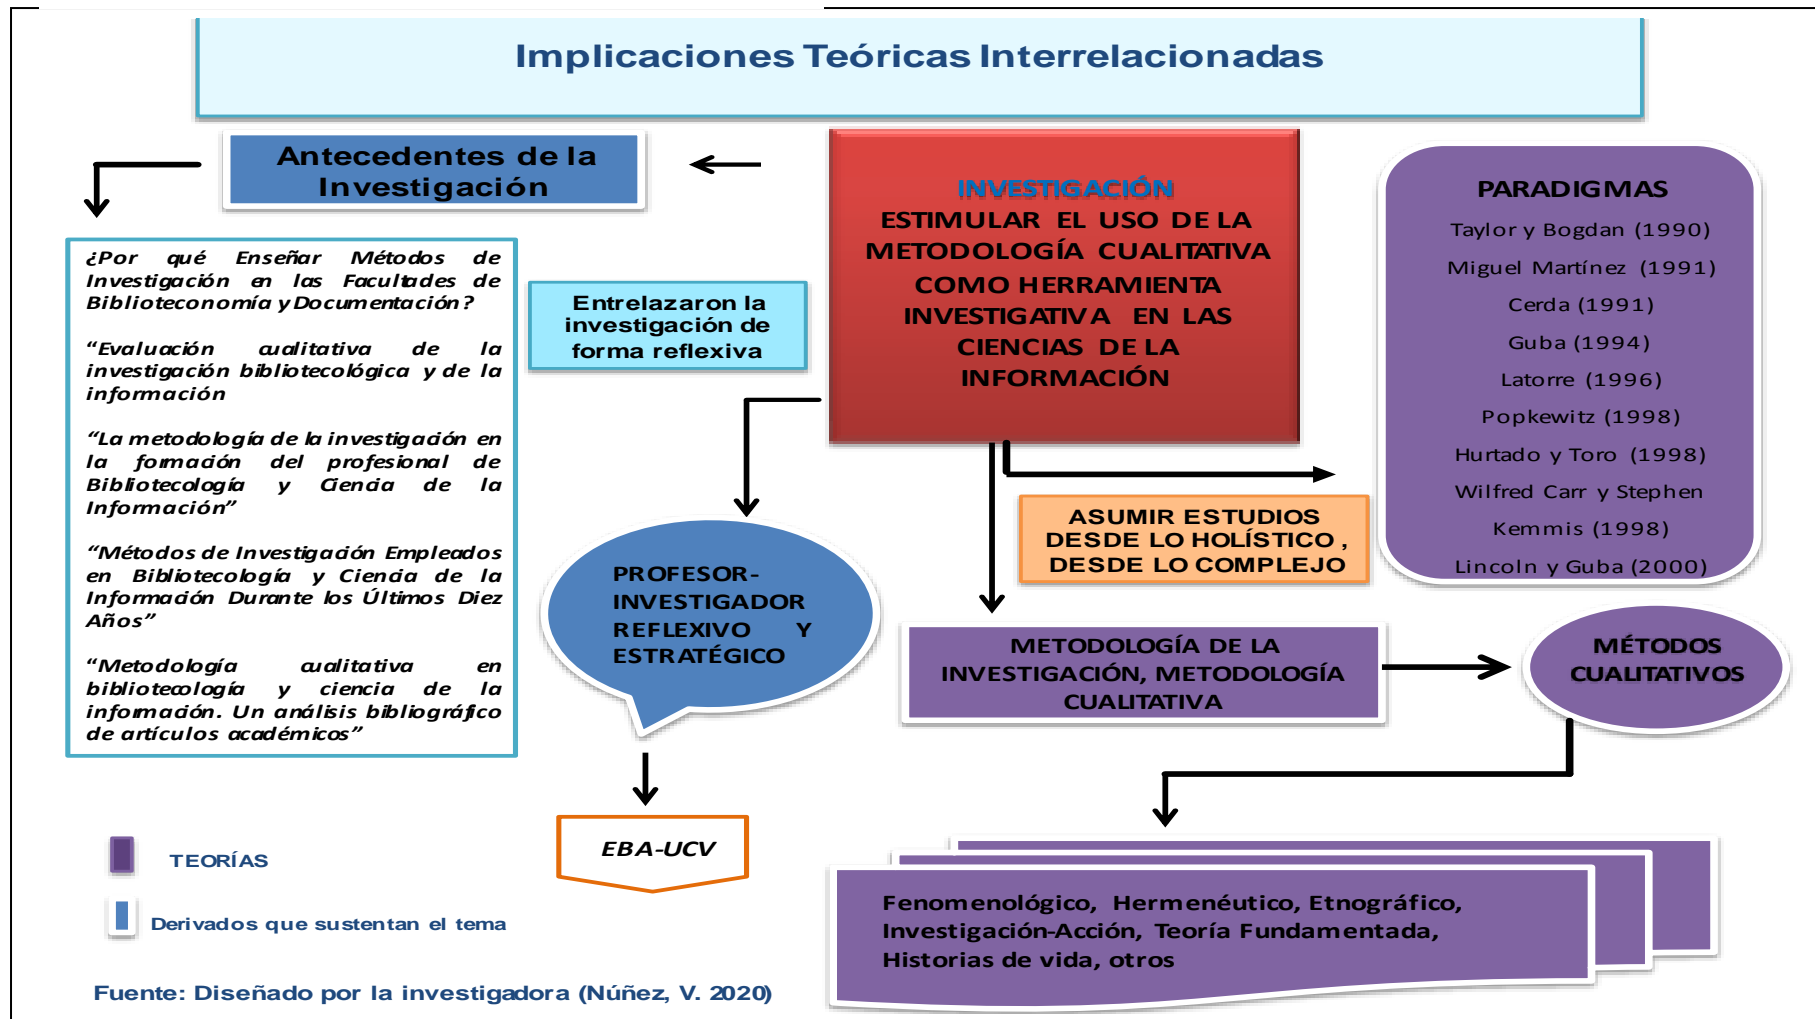 Implicaciones Teóricas Interrelacionadas
Antecedentes de la
Investigación
¿Por qué Enseñar Métodos de
Investigación en las Facultades de
Biblioteconomía y Documentación?
“Evaluación cualitativa de la
investigación bibliotecológica y de la
información
“La metodología de la investigación en
la formación del profesional de
Bibliotecología y Ciencia de la
Información”
“Métodos de Investigación Empleados
en Bibliotecología y Ciencia de la
Información Durante los Últimos Diez
Años”
“Metodología cualitativa en
bibliotecología y ciencia de la
información. Un análisis bibliográfico
de artículos académicos”
Entrelazaron la
investigación de
forma reflexiva
INVESTIGACIÓN
ESTIMULAR EL USO DE LA
METODOLOGÍA CUALITATIVA
COMO HERRAMIENTA
INVESTIGATIVA EN LAS
CIENCIAS DE LA
INFORMACIÓN
PARADIGMAS
Taylor y Bogdan (1990)
Miguel Martínez (1991)
Cerda (1991)
Guba (1994)
Latorre (1996)
Popkewitz (1998)
Hurtado y Toro (1998)
Wilfred Carr y Stephen
Kemmis (1998)
Lincoln y Guba (2000)
ASUMIR ESTUDIOS
DESDE LO HOLÍSTICO ,
DESDE LO COMPLEJO
PROFESOR-
INVESTIGADOR
REFLEXIVO Y
ESTRATÉGICO
METODOLOGÍA DE LA
INVESTIGACIÓN, METODOLOGÍA
CUALITATIVA
MÉTODOS
CUALITATIVOS
EBA-UCV
Fenomenológico, Hermenéutico, Etnográfico,
Investigación-Acción, Teoría Fundamentada,
Historias de vida, otros
TEORÍAS
Derivados que sustentan el tema
Fuente: Diseñado por la investigadora (Núñez, V. 2020)